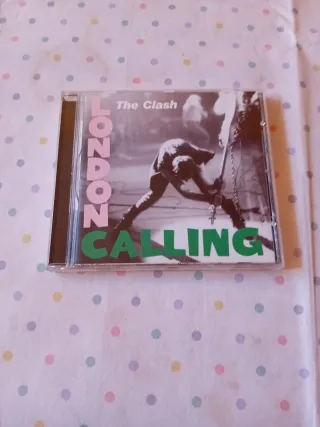 The Clash
LONDON
CALLING